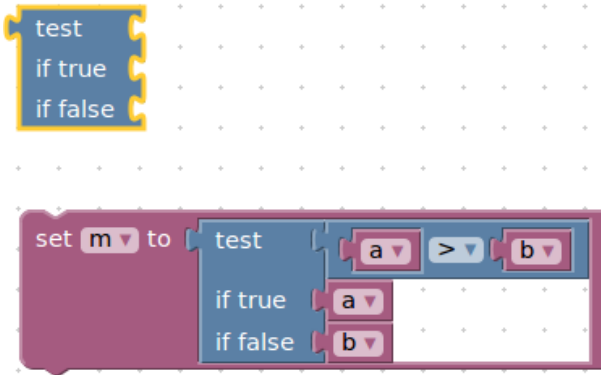 test
if true
if false
set m ▾ to test a ▾ > ▾ b ▾
if true a ▾
if false b ▾